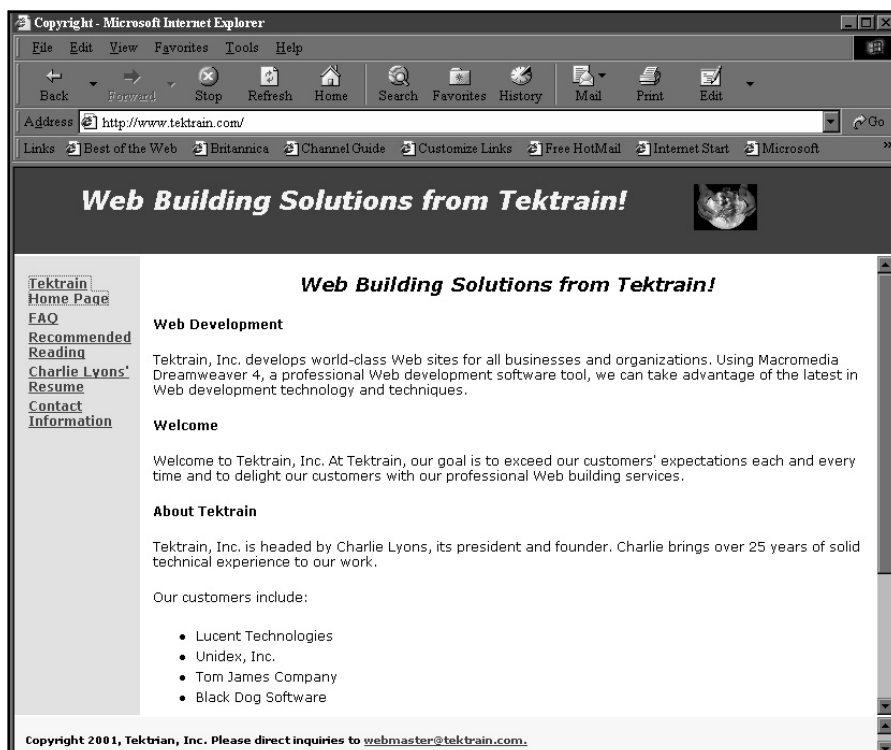 Copyright - Microsoft Internet Explorer
File Edit View Favorites Tools Help
Back Forward Stop Refresh Home Search Favorites History Mail Print Edit
Address http://www.tektrain.com/ Go
Links Best of the Web Britannica Channel Guide Customize Links Free HotMail Internet Start Microsoft »
Web Building Solutions from Tektrain!
Tektrain
Home Page
FAQ
Recommended
Reading
Charlie Lyons'
Resume
Contact
Information
Web Building Solutions from Tektrain!
Web Development
Tektrain, Inc. develops world-class Web sites for all businesses and organizations. Using Macromedia
Dreamweaver 4, a professional Web development software tool, we can take advantage of the latest in
Web development technology and techniques.
Welcome
Welcome to Tektrain, Inc. At Tektrain, our goal is to exceed our customers' expectations each and every
time and to delight our customers with our professional Web building services.
About Tektrain
Tektrain, Inc. is headed by Charlie Lyons, its president and founder. Charlie brings over 25 years of solid
technical experience to our work.
Our customers include:
• Lucent Technologies
• Unidex, Inc.
• Tom James Company
• Black Dog Software
Copyright 2001, Tektrian, Inc. Please direct inquiries to webmaster@tektrain.com.